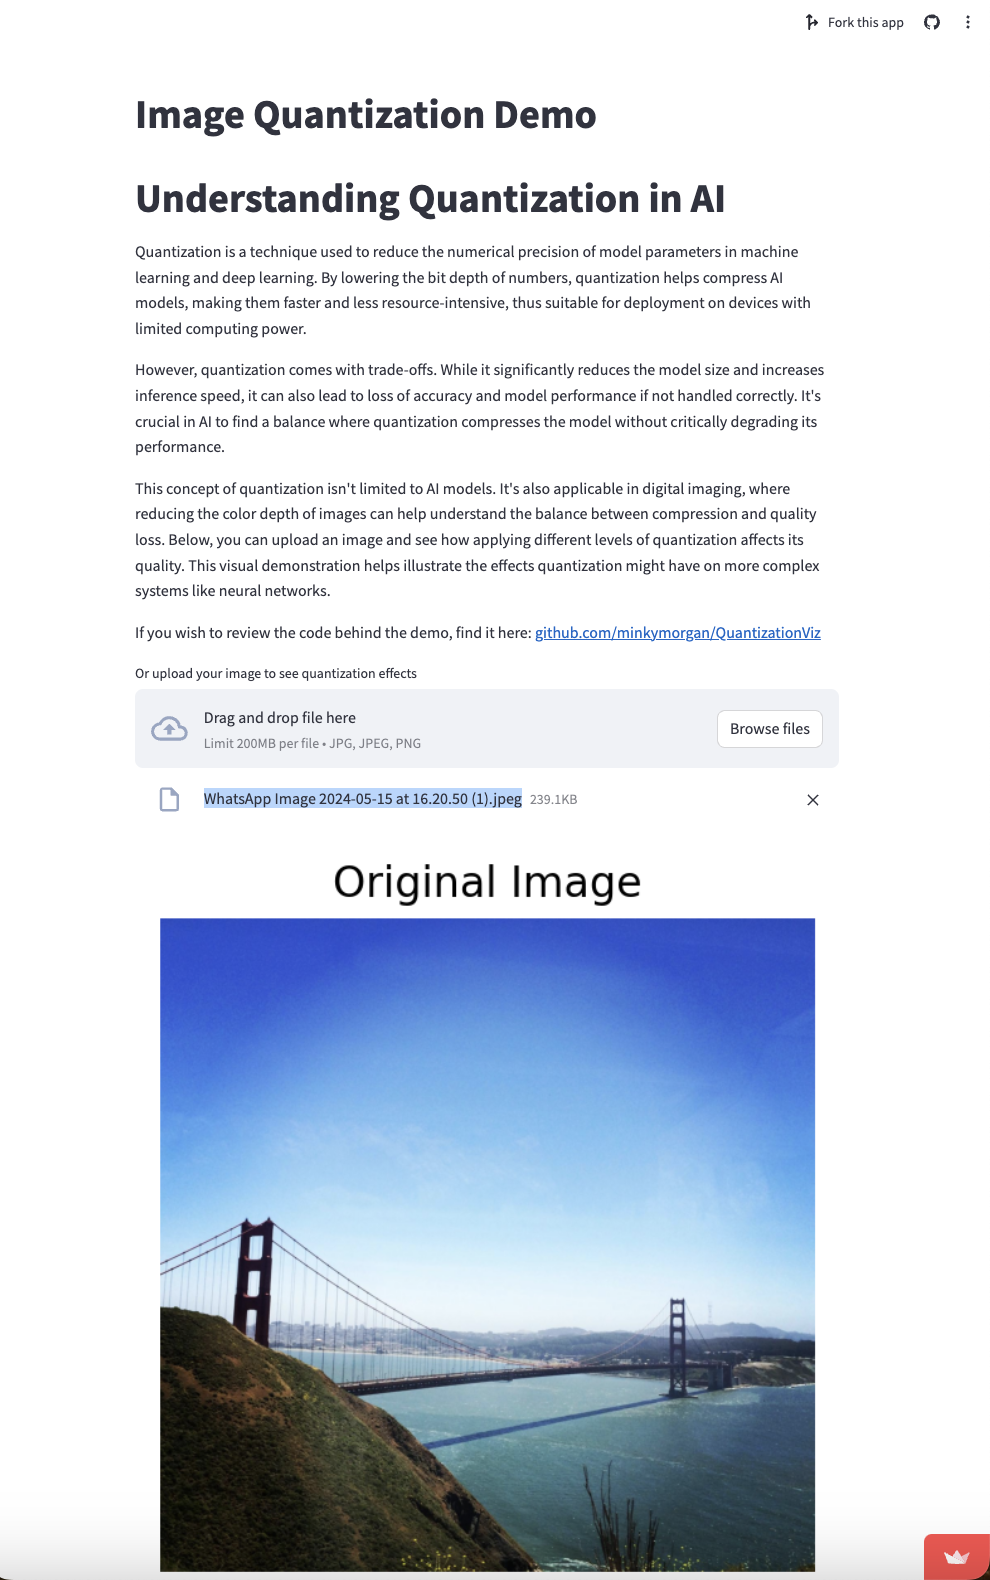 Fork this app
Image Quantization Demo
Understanding Quantization in AI
Quantization is a technique used to reduce the numerical precision of model parameters in machine
learning and deep learning. By lowering the bit depth of numbers, quantization helps compress AI
models, making them faster and less resource-intensive, thus suitable for deployment on devices with
limited computing power.
However, quantization comes with trade-offs. While it significantly reduces the model size and increases
inference speed, it can also lead to loss of accuracy and model performance if not handled correctly. It's
crucial in AI to find a balance where quantization compresses the model without critically degrading its
performance.
This concept of quantization isn't limited to AI models. It's also applicable in digital imaging, where
reducing the color depth of images can help understand the balance between compression and quality
loss. Below, you can upload an image and see how applying different levels of quantization affects its
quality. This visual demonstration helps illustrate the effects quantization might have on more complex
systems like neural networks.
If you wish to review the code behind the demo, find it here: github.com/minkymorgan/QuantizationViz
Or upload your image to see quantization effects
Drag and drop file here
Limit 200MB per file • JPG, JPEG, PNG
Browse files
WhatsApp Image 2024-05-15 at 16.20.50 (1).jpeg 239.1KB
Original Image